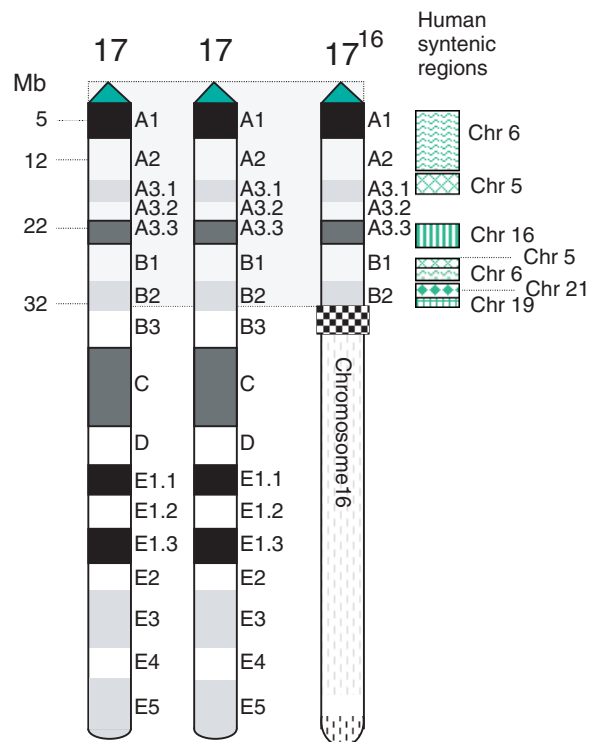 Human
syntenic
regions
17
17
17^16
Mb
5
12
22
32
A1
A2
A3.1
A3.2
A3.3
B1
B2
B3
C
D
E1.1
E1.2
E1.3
E2
E3
E4
E5
A1
A2
A3.1
A3.2
A3.3
B1
B2
B3
C
D
E1.1
E1.2
E1.3
E2
E3
E4
E5
A1
A2
A3.1
A3.2
A3.3
B1
B2
Chromosome16
Chr 6
Chr 5
Chr 16
Chr 5
Chr 6
Chr 21
Chr 19